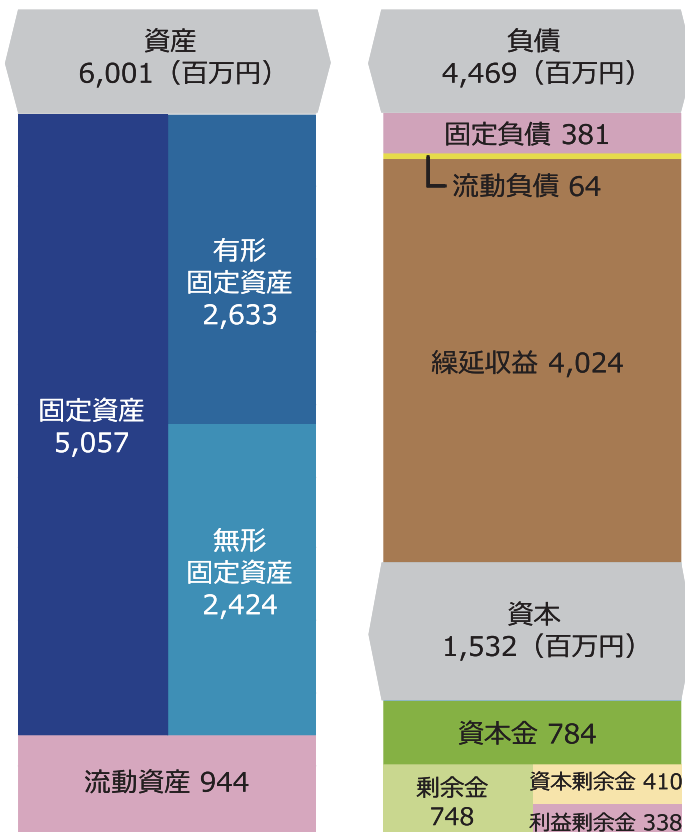 資産
6,001（百万円）
固定資産
5,057
有形
固定資産
2,633
無形
固定資産
2,424
流動資産 944
負債
4,469（百万円）
固定負債 381
流動負債 64
繰延収益 4,024
資本
1,532（百万円）
資本金 784
剰余金
748
資本剰余金 410
利益剰余金 338